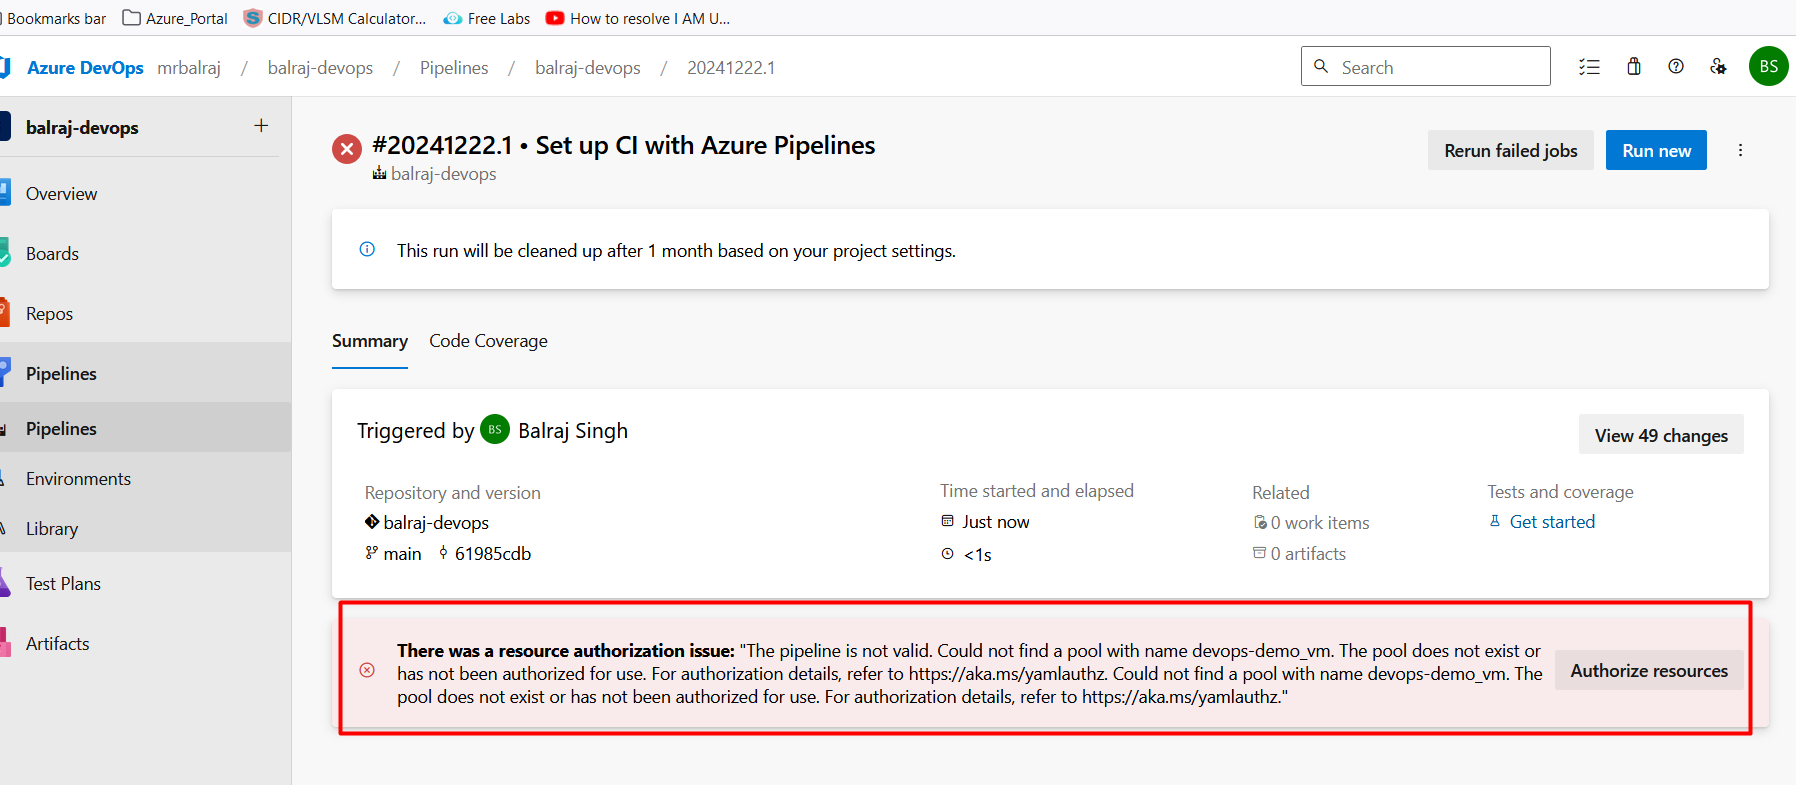 Bookmarks bar Azure_Portal CIDR/VLSM Calculator... Free Labs How to resolve I AM U...
Azure DevOps mrbalraj / balraj-devops / Pipelines / balraj-devops / 20241222.1 Search BS
balraj-devops +
Overview
Boards
Repos
Pipelines
Pipelines
Environments
Library
Test Plans
Artifacts
#20241222.1 • Set up CI with Azure Pipelines
balraj-devops
Rerun failed jobs Run new
This run will be cleaned up after 1 month based on your project settings.
Summary Code Coverage
Triggered by BS Balraj Singh
View 49 changes
Repository and version
balraj-devops
main 61985cdb
Time started and elapsed
Just now
<1s
Related
0 work items
0 artifacts
Tests and coverage
Get started
There was a resource authorization issue: "The pipeline is not valid. Could not find a pool with name devops-demo_vm. The pool does not exist or
has not been authorized for use. For authorization details, refer to https://aka.ms/yamlauthz. Could not find a pool with name devops-demo_vm. The
pool does not exist or has not been authorized for use. For authorization details, refer to https://aka.ms/yamlauthz."
Authorize resources